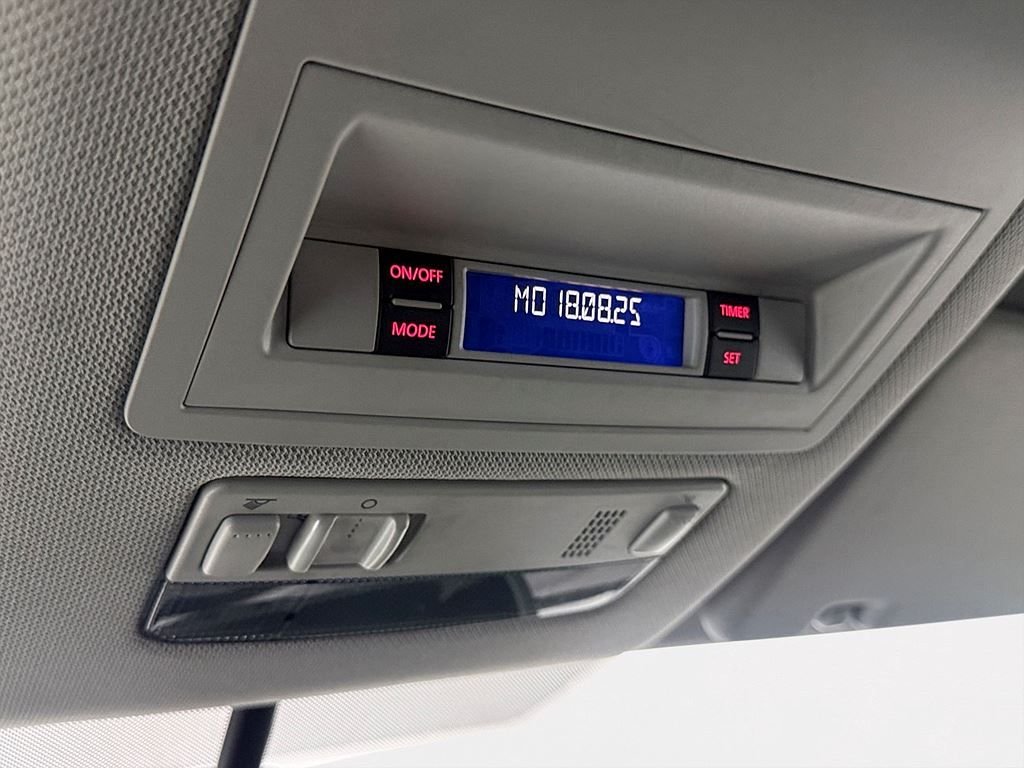 ON/OFF
MODE
MO 18.08.25
TIMER
SET